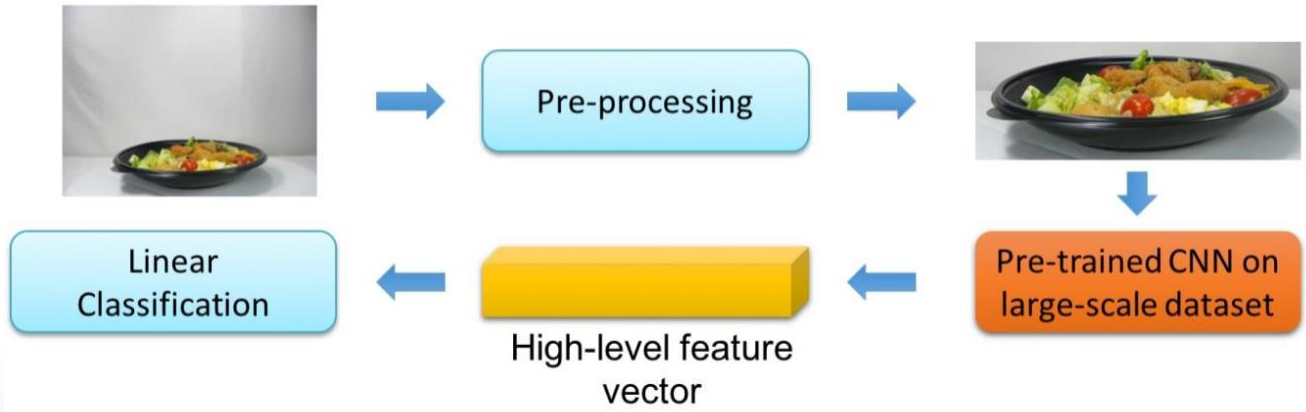 Pre-processing
Linear
Classification
Pre-trained CNN on
large-scale dataset
High-level feature
vector